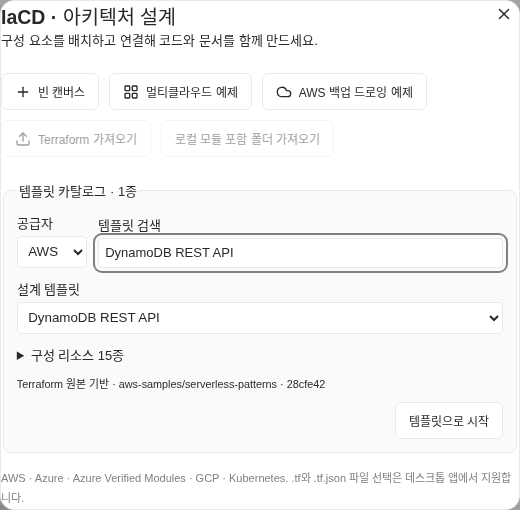 IaCD · 아키텍처 설계
구성 요소를 배치하고 연결해 코드와 문서를 함께 만드세요.
빈 캔버스
멀티클라우드 예제
AWS 백업 드로잉 예제
Terraform 가져오기
로컬 모듈 포함 폴더 가져오기
템플릿 카탈로그 · 1종
공급자
템플릿 검색
AWS
DynamoDB REST API
설계 템플릿
DynamoDB REST API
구성 리소스 15종
Terraform 원본 기반 · aws-samples/serverless-patterns · 28cfe42
템플릿으로 시작
AWS · Azure · Azure Verified Modules · GCP · Kubernetes. .tf와 .tf.json 파일 선택은 데스크톱 앱에서 지원합
니다.